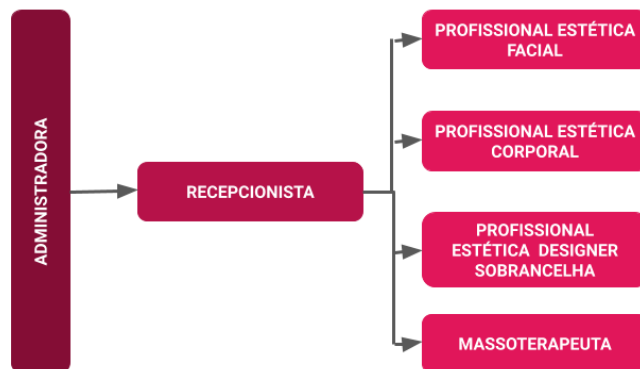 ADMINISTRADORA
RECEPCIONISTA
PROFISSIONAL ESTÉTICA
FACIAL
PROFISSIONAL ESTÉTICA
CORPORAL
PROFISSIONAL
ESTÉTICA DESIGNER
SOBRANCELHA
MASSOTERAPEUTA